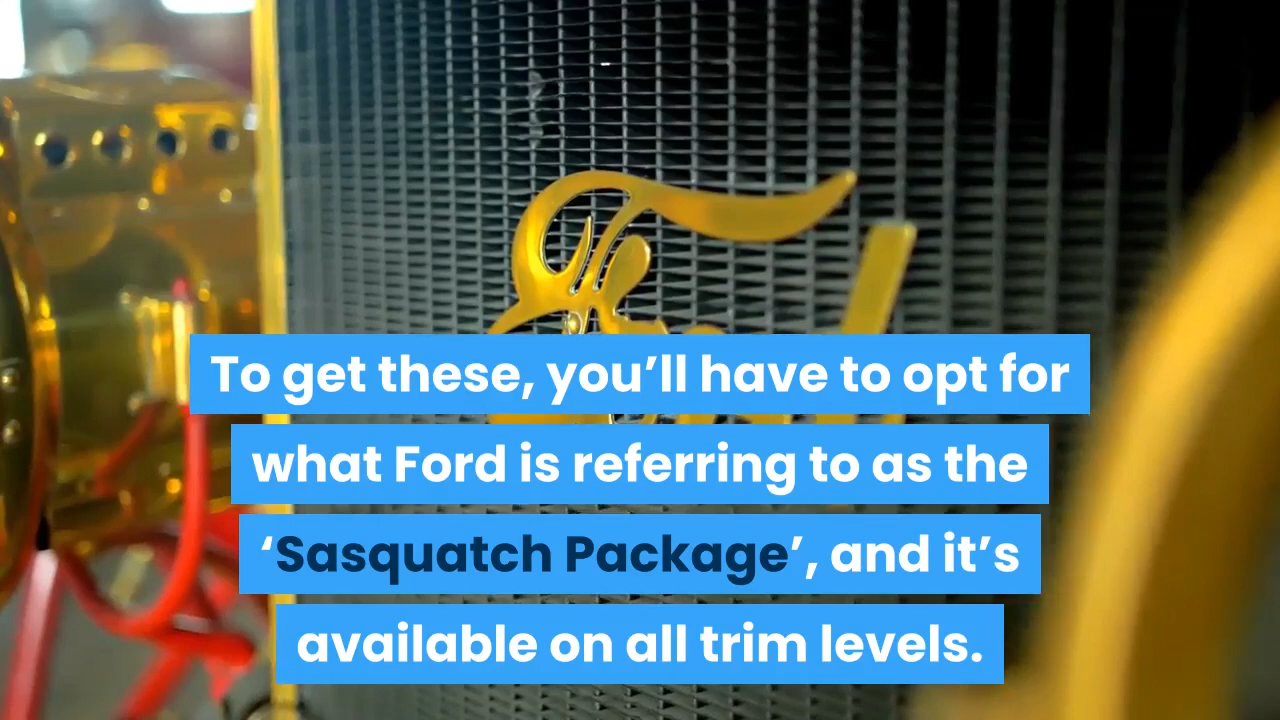 Ford
To get these, you’ll have to opt for
what Ford is referring to as the
‘Sasquatch Package’, and it’s
available on all trim levels.